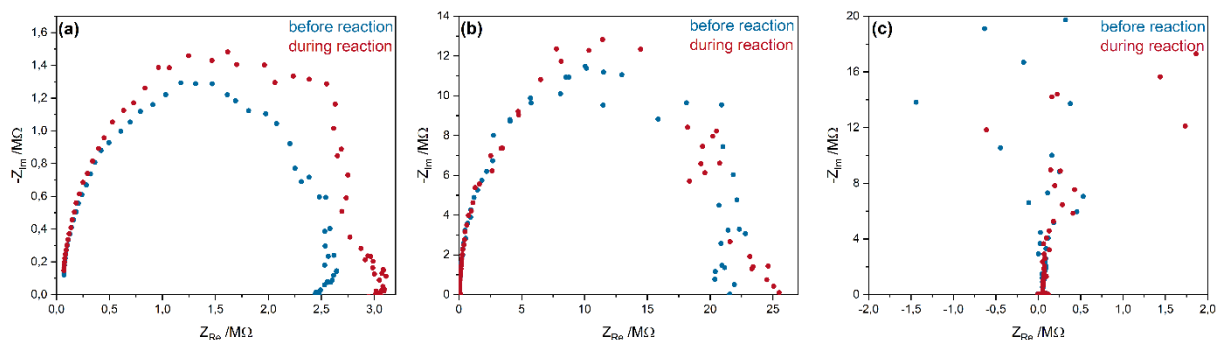 (a)
before reaction
during reaction
-Z_Im /MΩ
1,6
1,4
1,2
1,0
0,8
0,6
0,4
0,2
0,0
0,0 0,5 1,0 1,5 2,0 2,5 3,0
Z_Re /MΩ
(b)
before reaction
during reaction
-Z_Im /MΩ
14
12
10
8
6
4
2
0
0 5 10 15 20 25
Z_Re /MΩ
(c)
before reaction
during reaction
-Z_Im /MΩ
20
16
12
8
4
0
-2,0 -1,5 -1,0 -0,5 0,0 0,5 1,0 1,5 2,0
Z_Re /MΩ